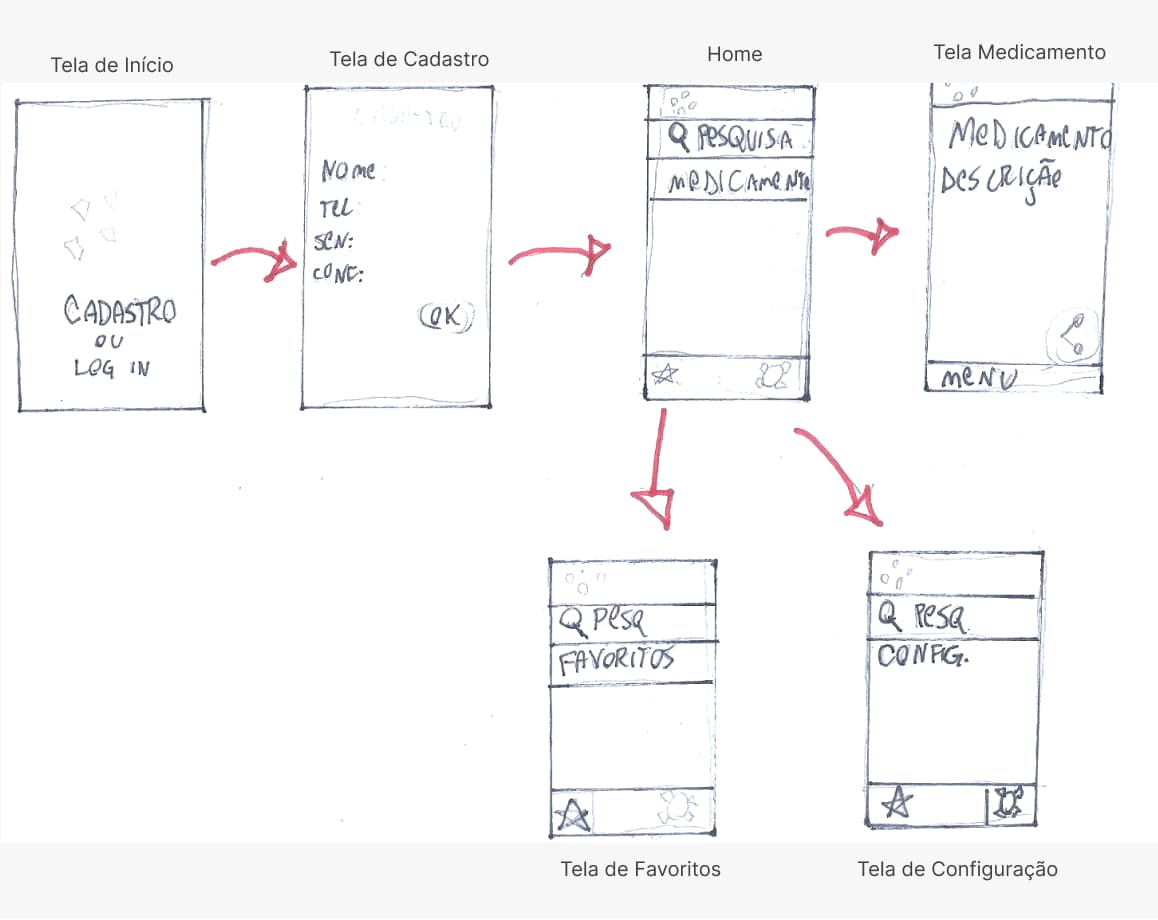 Tela de Início
Tela de Cadastro
Home
Tela Medicamento
CADASTRO
OU
LOG IN
CADASTRO
Nome:
TEL:
SEN:
CONF:
OK
PESQUISA
MEDICAMENTO
MEDICAMENTO
DESCRIÇÃO
MENU
PESQ
FAVORITOS
PESQ.
CONFIG.
Tela de Favoritos
Tela de Configuração